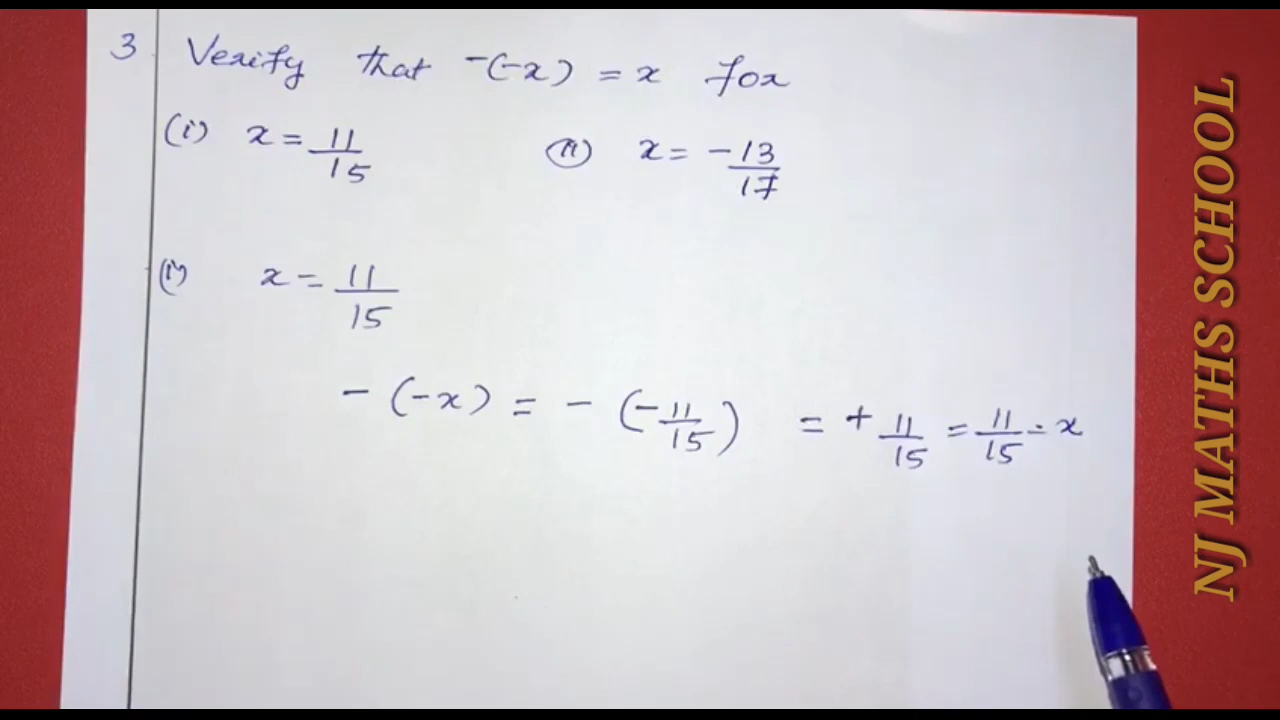 3 Verify that -(-x) = x for
(i) x = 11/15 (ii) x = -13/17
(i) x = 11/15
-(-x) = -(-11/15) = +11/15 = 11/15 = x
NJ MATHS SCHOOL